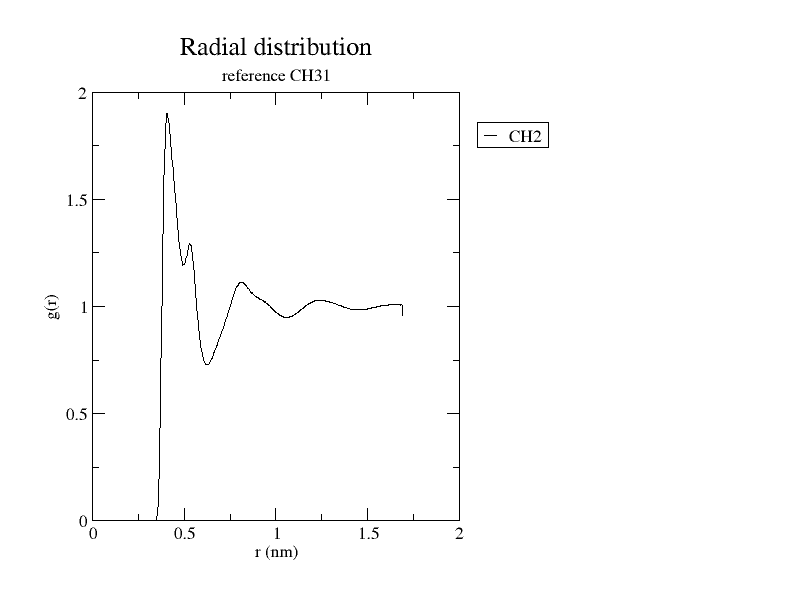 Radial distribution
reference CH31
2
CH2
1.5
g(r)
1
0.5
0
0 0.5 1 1.5 2
r (nm)